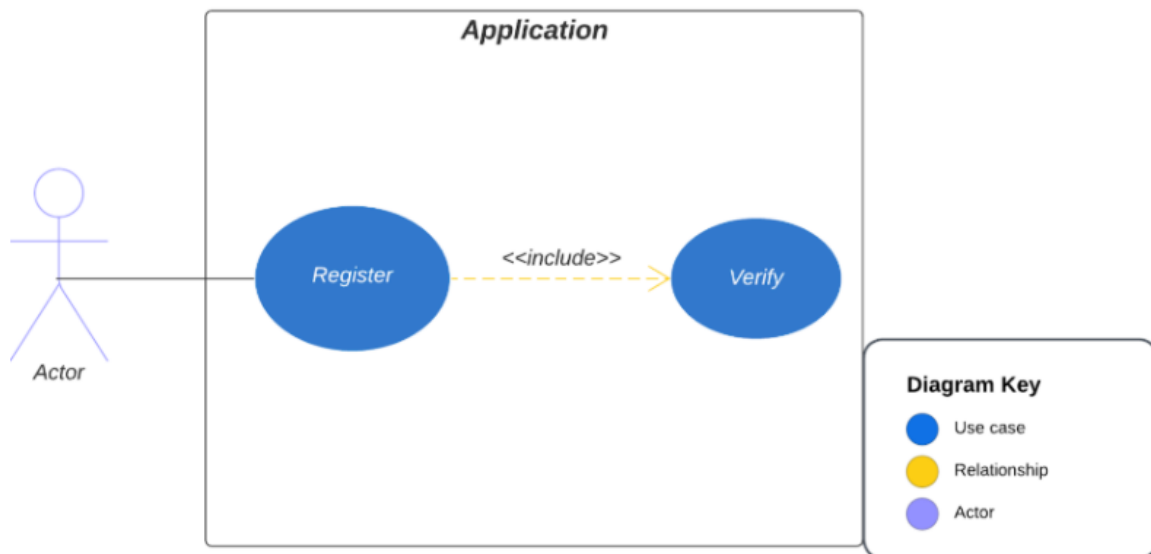 Application
Register
<<include>>
Verify
Actor
Diagram Key
Use case
Relationship
Actor